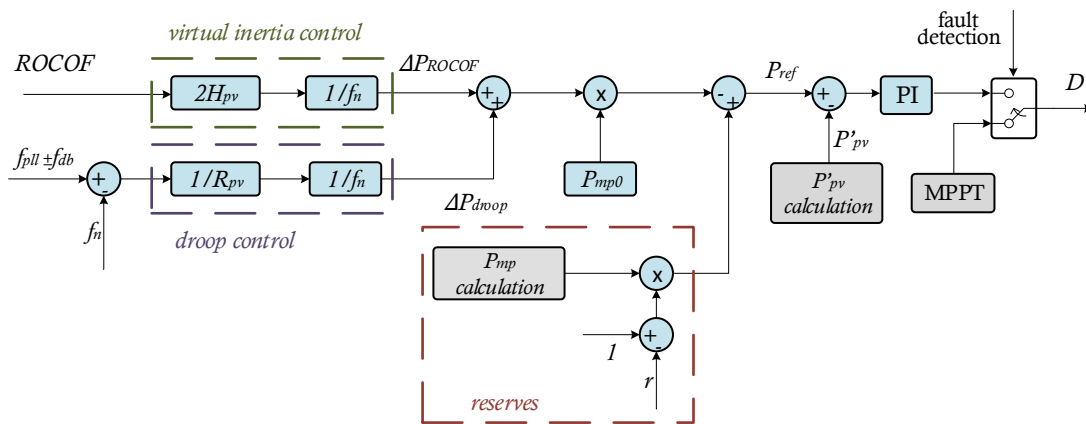 virtual inertia control
fault
detection
ROCOF
ΔPROCOF
2Hpv
1/fn
+
+
x
-
+
Pref
+
-
PI
D
fpll ±fdb
+
-
1/Rpv
1/fn
Pmp0
P'pv
P'pv
calculation
MPPT
fn
droop control
ΔPdroop
Pmp
calculation
x
1
+
-
r
reserves